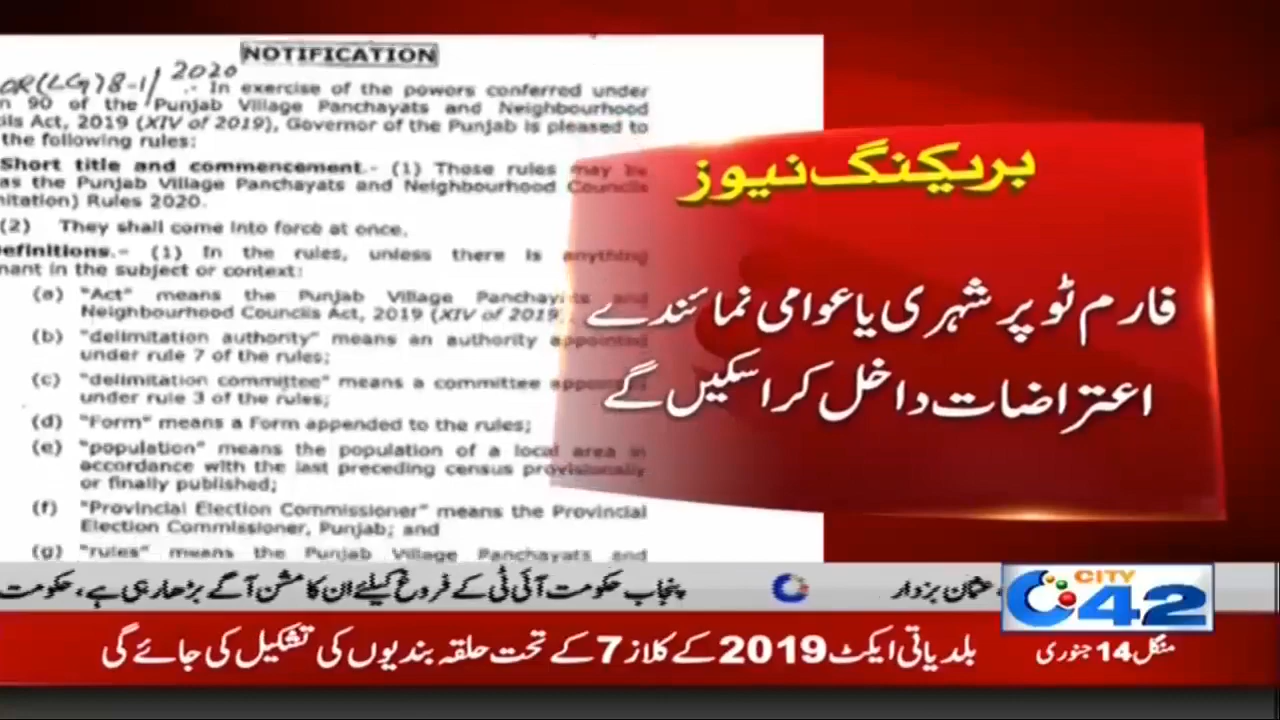 NOTIFICATION
OR(LG)8-1/2020 .- In exercise of the powers conferred under
n 90 of the Punjab Village Panchayats and Neighbourhood
ils Act, 2019 (XIV of 2019), Governor of the Punjab is pleased to
the following rules:
Short title and commencement.- (1) These rules may be
as the Punjab Village Panchayats and Neighbourhood Councils
mitation) Rules 2020.
(2) They shall come into force at once.
efinitions.- (1) In the rules, unless there is anything
nant in the subject or context:
(a) "Act" means the Punjab Village Panchayats and
Neighbourhood Councils Act, 2019 (XIV of 2019)
(b) "delimitation authority" means an authority appointed
under rule 7 of the rules;
(c) "delimitation committee" means a committee appointed
under rule 3 of the rules;
(d) "Form" means a Form appended to the rules;
(e) "population" means the population of a local area in
accordance with the last preceding census provisionally
or finally published;
(f) "Provincial Election Commissioner" means the Provincial
Election Commissioner, Punjab; and
(g) "rules" means the Punjab Village Panchayats and
بریکنگ نیوز
فارم ٹو پر شہری یا عوامی نمائندے
اعتراضات داخل کرا سکیں گے
، عثمان بزدار
پنجاب حکومت آئی ٹی کے فروغ کیلئے ان کا مشن آگے بڑھا رہی ہے، حکومت
CITY
42
منگل 14 جنوری
بلدیاتی ایکٹ 2019 کے کلاز 7 کے تحت حلقہ بندیوں کی تشکیل کی جائے گی